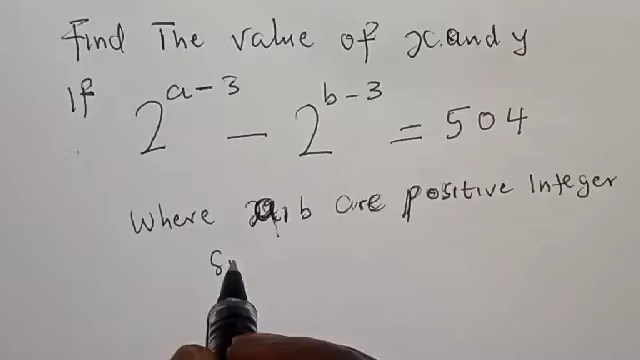 Find The value of x and y
If 2^{a-3} - 2^{b-3} = 504
Where a, b are positive Integer
S